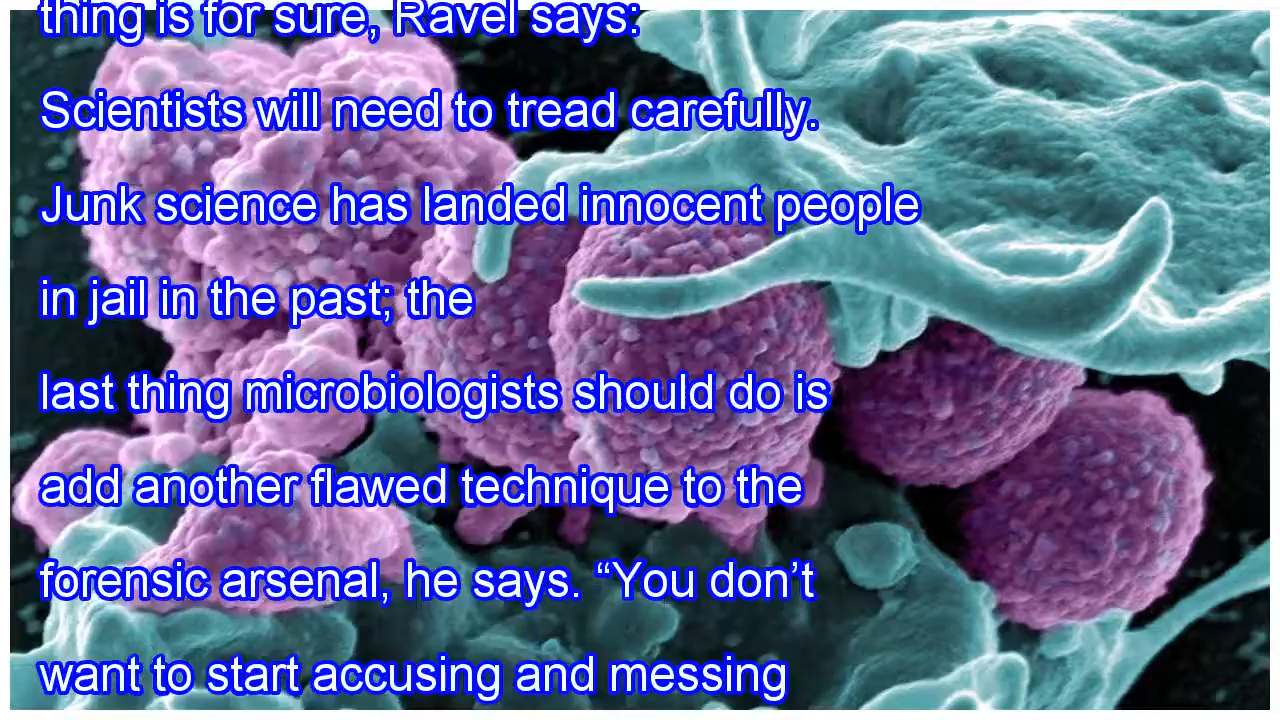 thing is for sure, Ravel says:
Scientists will need to tread carefully.
Junk science has landed innocent people
in jail in the past; the
last thing microbiologists should do is
add another flawed technique to the
forensic arsenal, he says. “You don’t
want to start accusing and messing